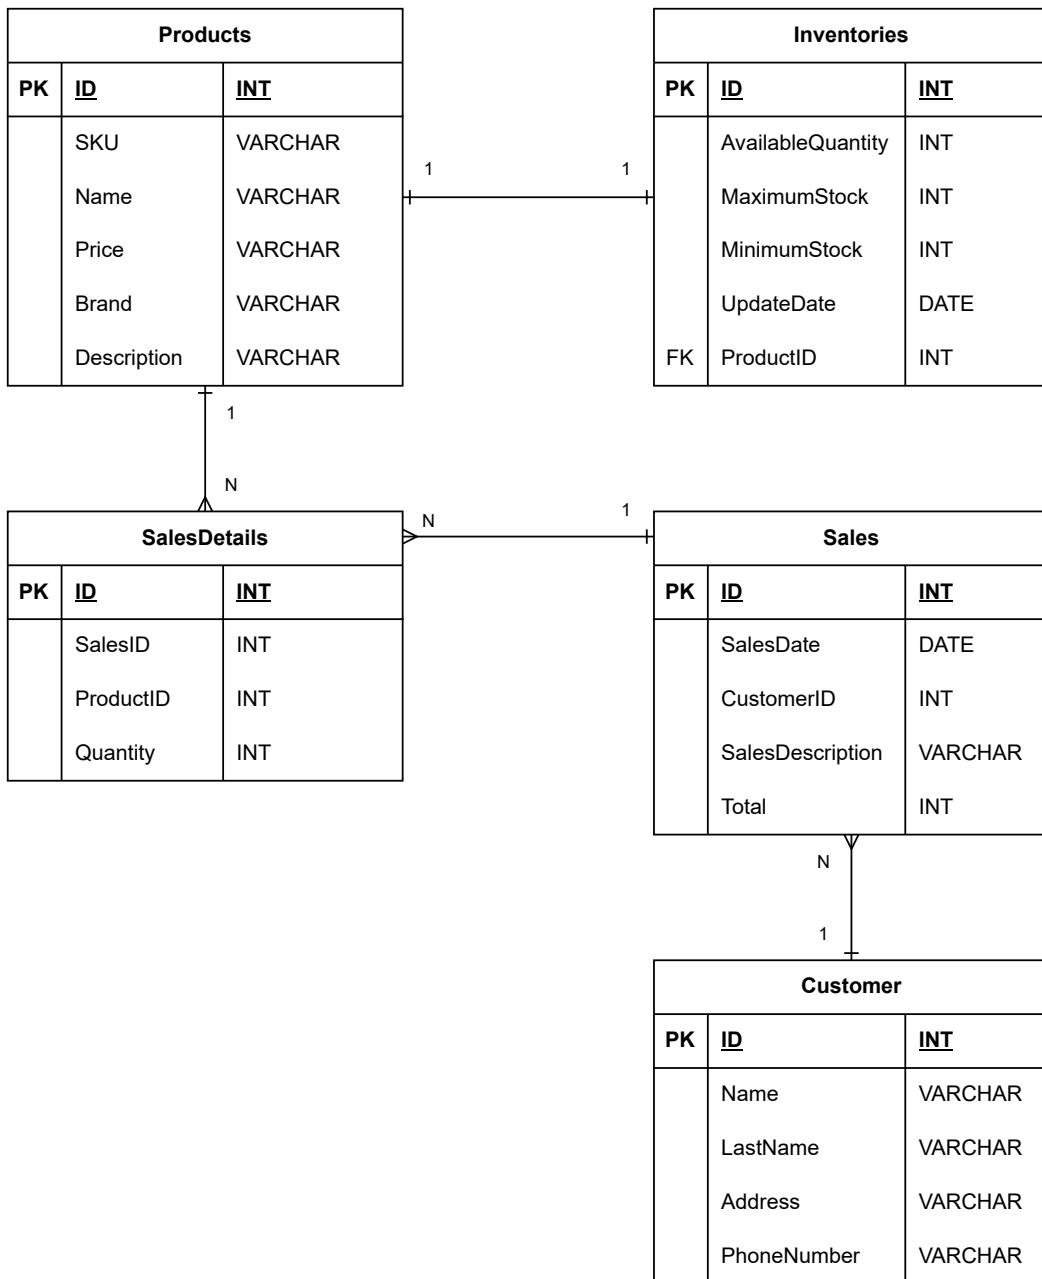 Products
PK ID INT
SKU VARCHAR
Name VARCHAR
Price VARCHAR
Brand VARCHAR
Description VARCHAR
Inventories
PK ID INT
AvailableQuantity INT
MaximumStock INT
MinimumStock INT
UpdateDate DATE
FK ProductID INT
1 1
1
N
SalesDetails
PK ID INT
SalesID INT
ProductID INT
Quantity INT
N 1
Sales
PK ID INT
SalesDate DATE
CustomerID INT
SalesDescription VARCHAR
Total INT
N
1
Customer
PK ID INT
Name VARCHAR
LastName VARCHAR
Address VARCHAR
PhoneNumber VARCHAR